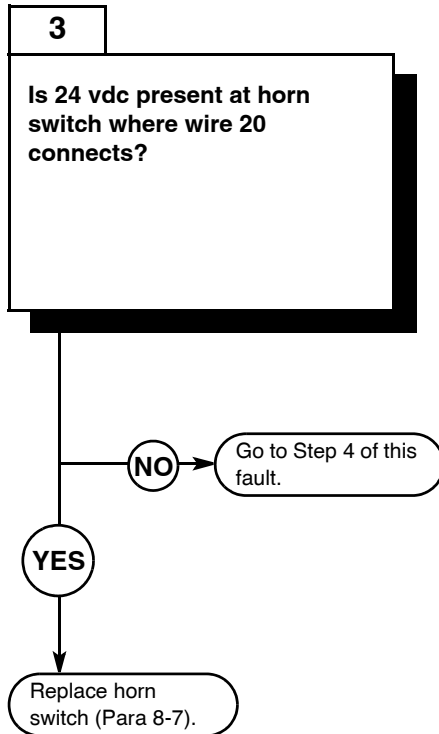 3
Is 24 vdc present at horn
switch where wire 20
connects?
NO
Go to Step 4 of this
fault.
YES
Replace horn
switch (Para 8-7).